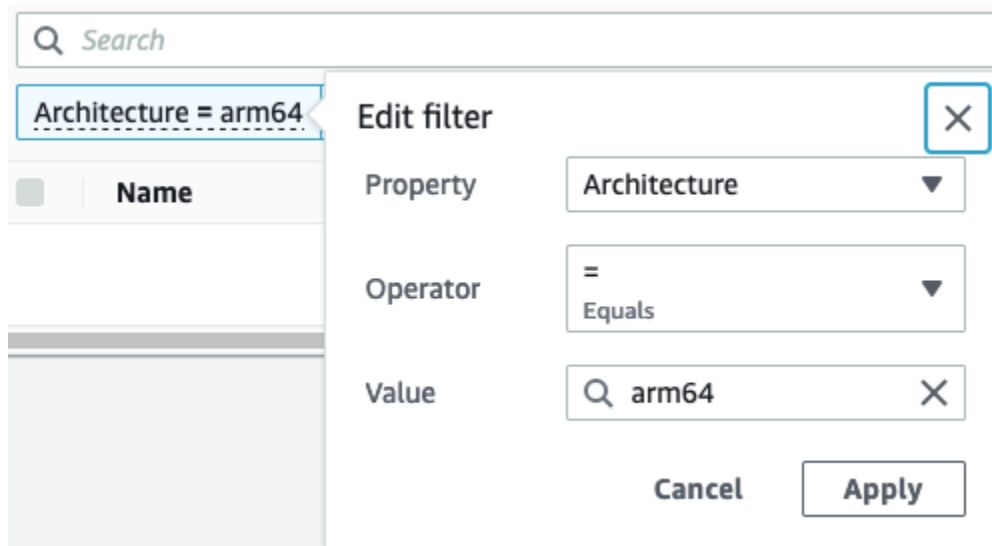 Search
Architecture = arm64
Edit filter
Name
Property
Architecture
Operator
=
Equals
Value
arm64
Cancel
Apply